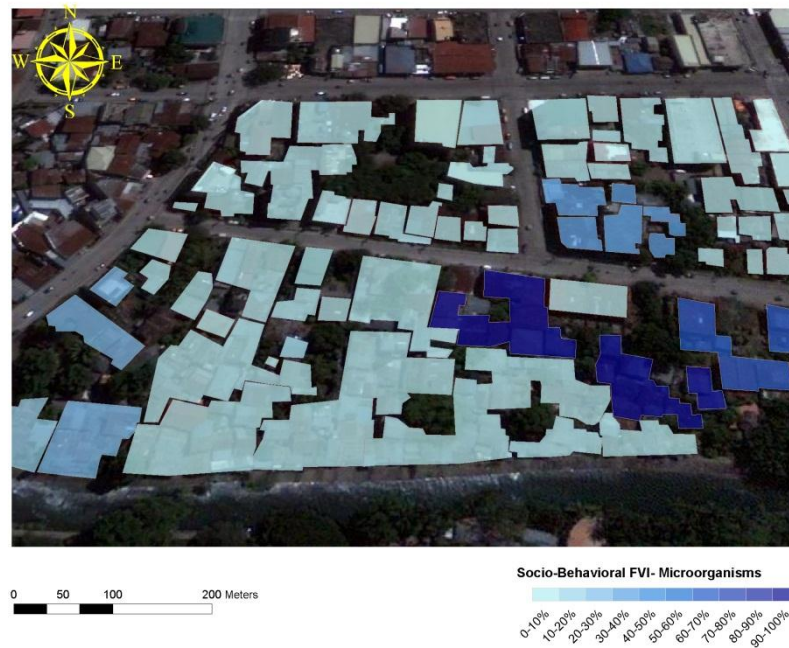 N
W E
S
0 50 100 200 Meters
Socio-Behavioral FVI- Microorganisms
0-10%
10-20%
20-30%
30-40%
40-50%
50-60%
60-70%
70-80%
80-90%
90-100%